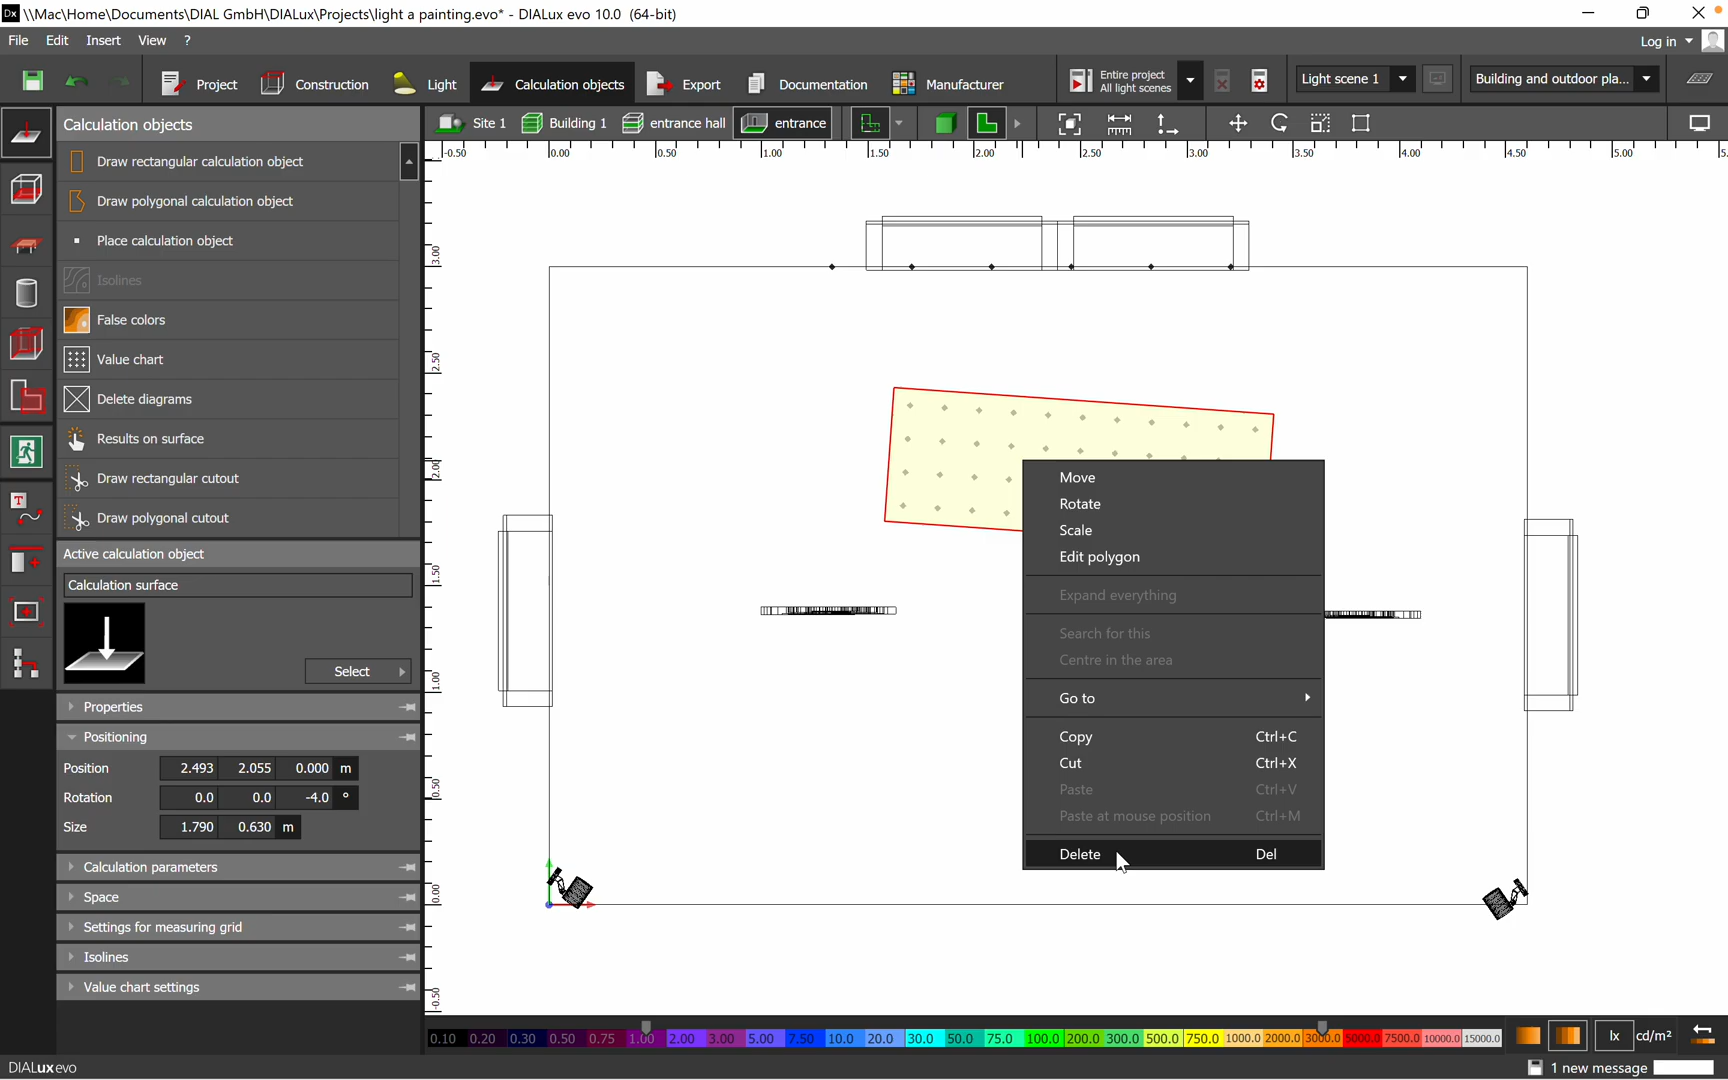 Dx \\Mac\Home\Documents\DIAL GmbH\DIALux\Projects\light a painting.evo* - DIALux evo 10.0 (64-bit)
File Edit Insert View ? Log in
Project Construction Light Calculation objects Export Documentation Manufacturer Entire project All light scenes Light scene 1 Building and outdoor pla...
Calculation objects
Site 1 Building 1 entrance hall entrance
-0.50 0.00 0.50 1.00 1.50 2.00 2.50 3.00 3.50 4.00 4.50 5.00 5.
Draw rectangular calculation object
Draw polygonal calculation object
Place calculation object
Isolines
False colors
Value chart
Delete diagrams
Results on surface
Draw rectangular cutout
Draw polygonal cutout
Active calculation object
Calculation surface
Select
Properties
Positioning
Position 2.493 2.055 0.000 m
Rotation 0.0 0.0 -4.0 °
Size 1.790 0.630 m
Calculation parameters
Space
Settings for measuring grid
Isolines
Value chart settings
3.00
2.50
2.00
1.50
1.00
0.50
0.00
-0.50
Move
Rotate
Scale
Edit polygon
Expand everything
Search for this
Centre in the area
Go to
Copy Ctrl+C
Cut Ctrl+X
Paste Ctrl+V
Paste at mouse position Ctrl+M
Delete Del
0.10 0.20 0.30 0.50 0.75 1.00 2.00 3.00 5.00 7.50 10.0 20.0 30.0 50.0 75.0 100.0 200.0 300.0 500.0 750.0 1000.0 2000.0 3000.0 5000.0 7500.0 10000.0 15000.0 lx cd/m²
DIALux evo 1 new message